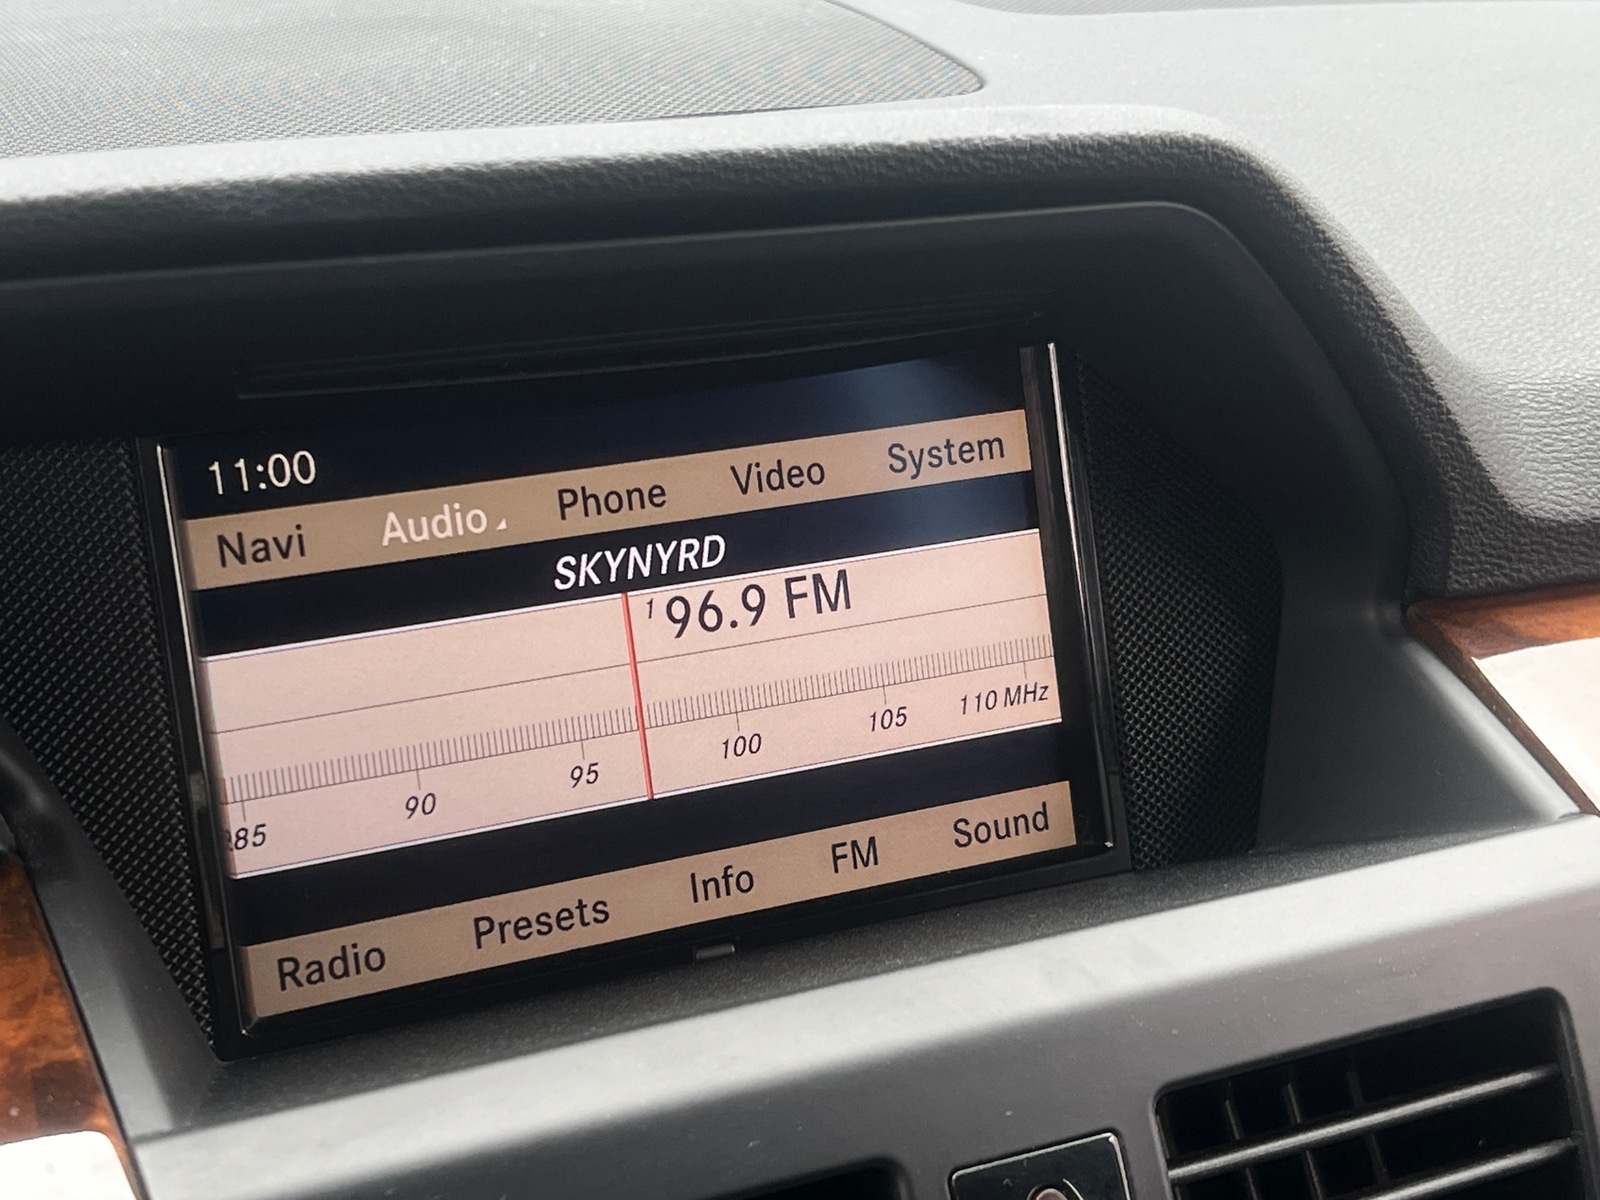 11:00
Navi Audio Phone Video System
SKYNYRD
1 96.9 FM
85 90 95 100 105 110 MHz
Radio Presets Info FM Sound